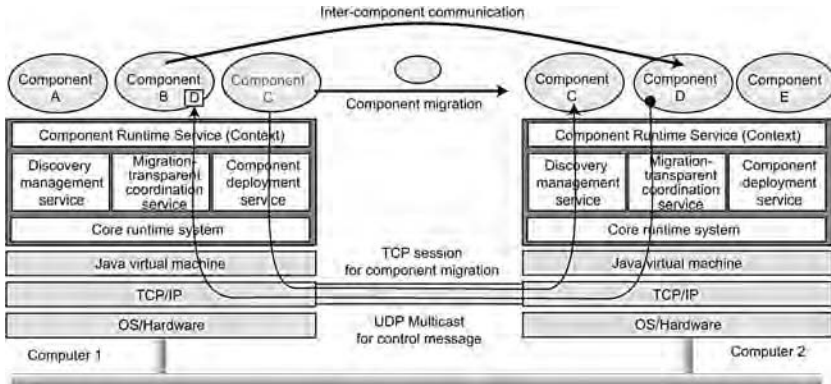 Inter-component communication
Component
A
Component
B
D
Component
C
Component migration
Component
C
Component
D
Component
E
Component Runtime Service (Context)
Discovery
management
service
Migration-
transparent
coordination
service
Component
deployment
service
Core runtime system
Java virtual machine
TCP/IP
OS/Hardware
Computer 1
TCP session
for component migration
UDP Multicast
for control message
Component Runtime Service (Context)
Discovery
management
service
Migration-
transparent
coordination
service
Component
deployment
service
Core runtime system
Java virtual machine
TCP/IP
OS/Hardware
Computer 2